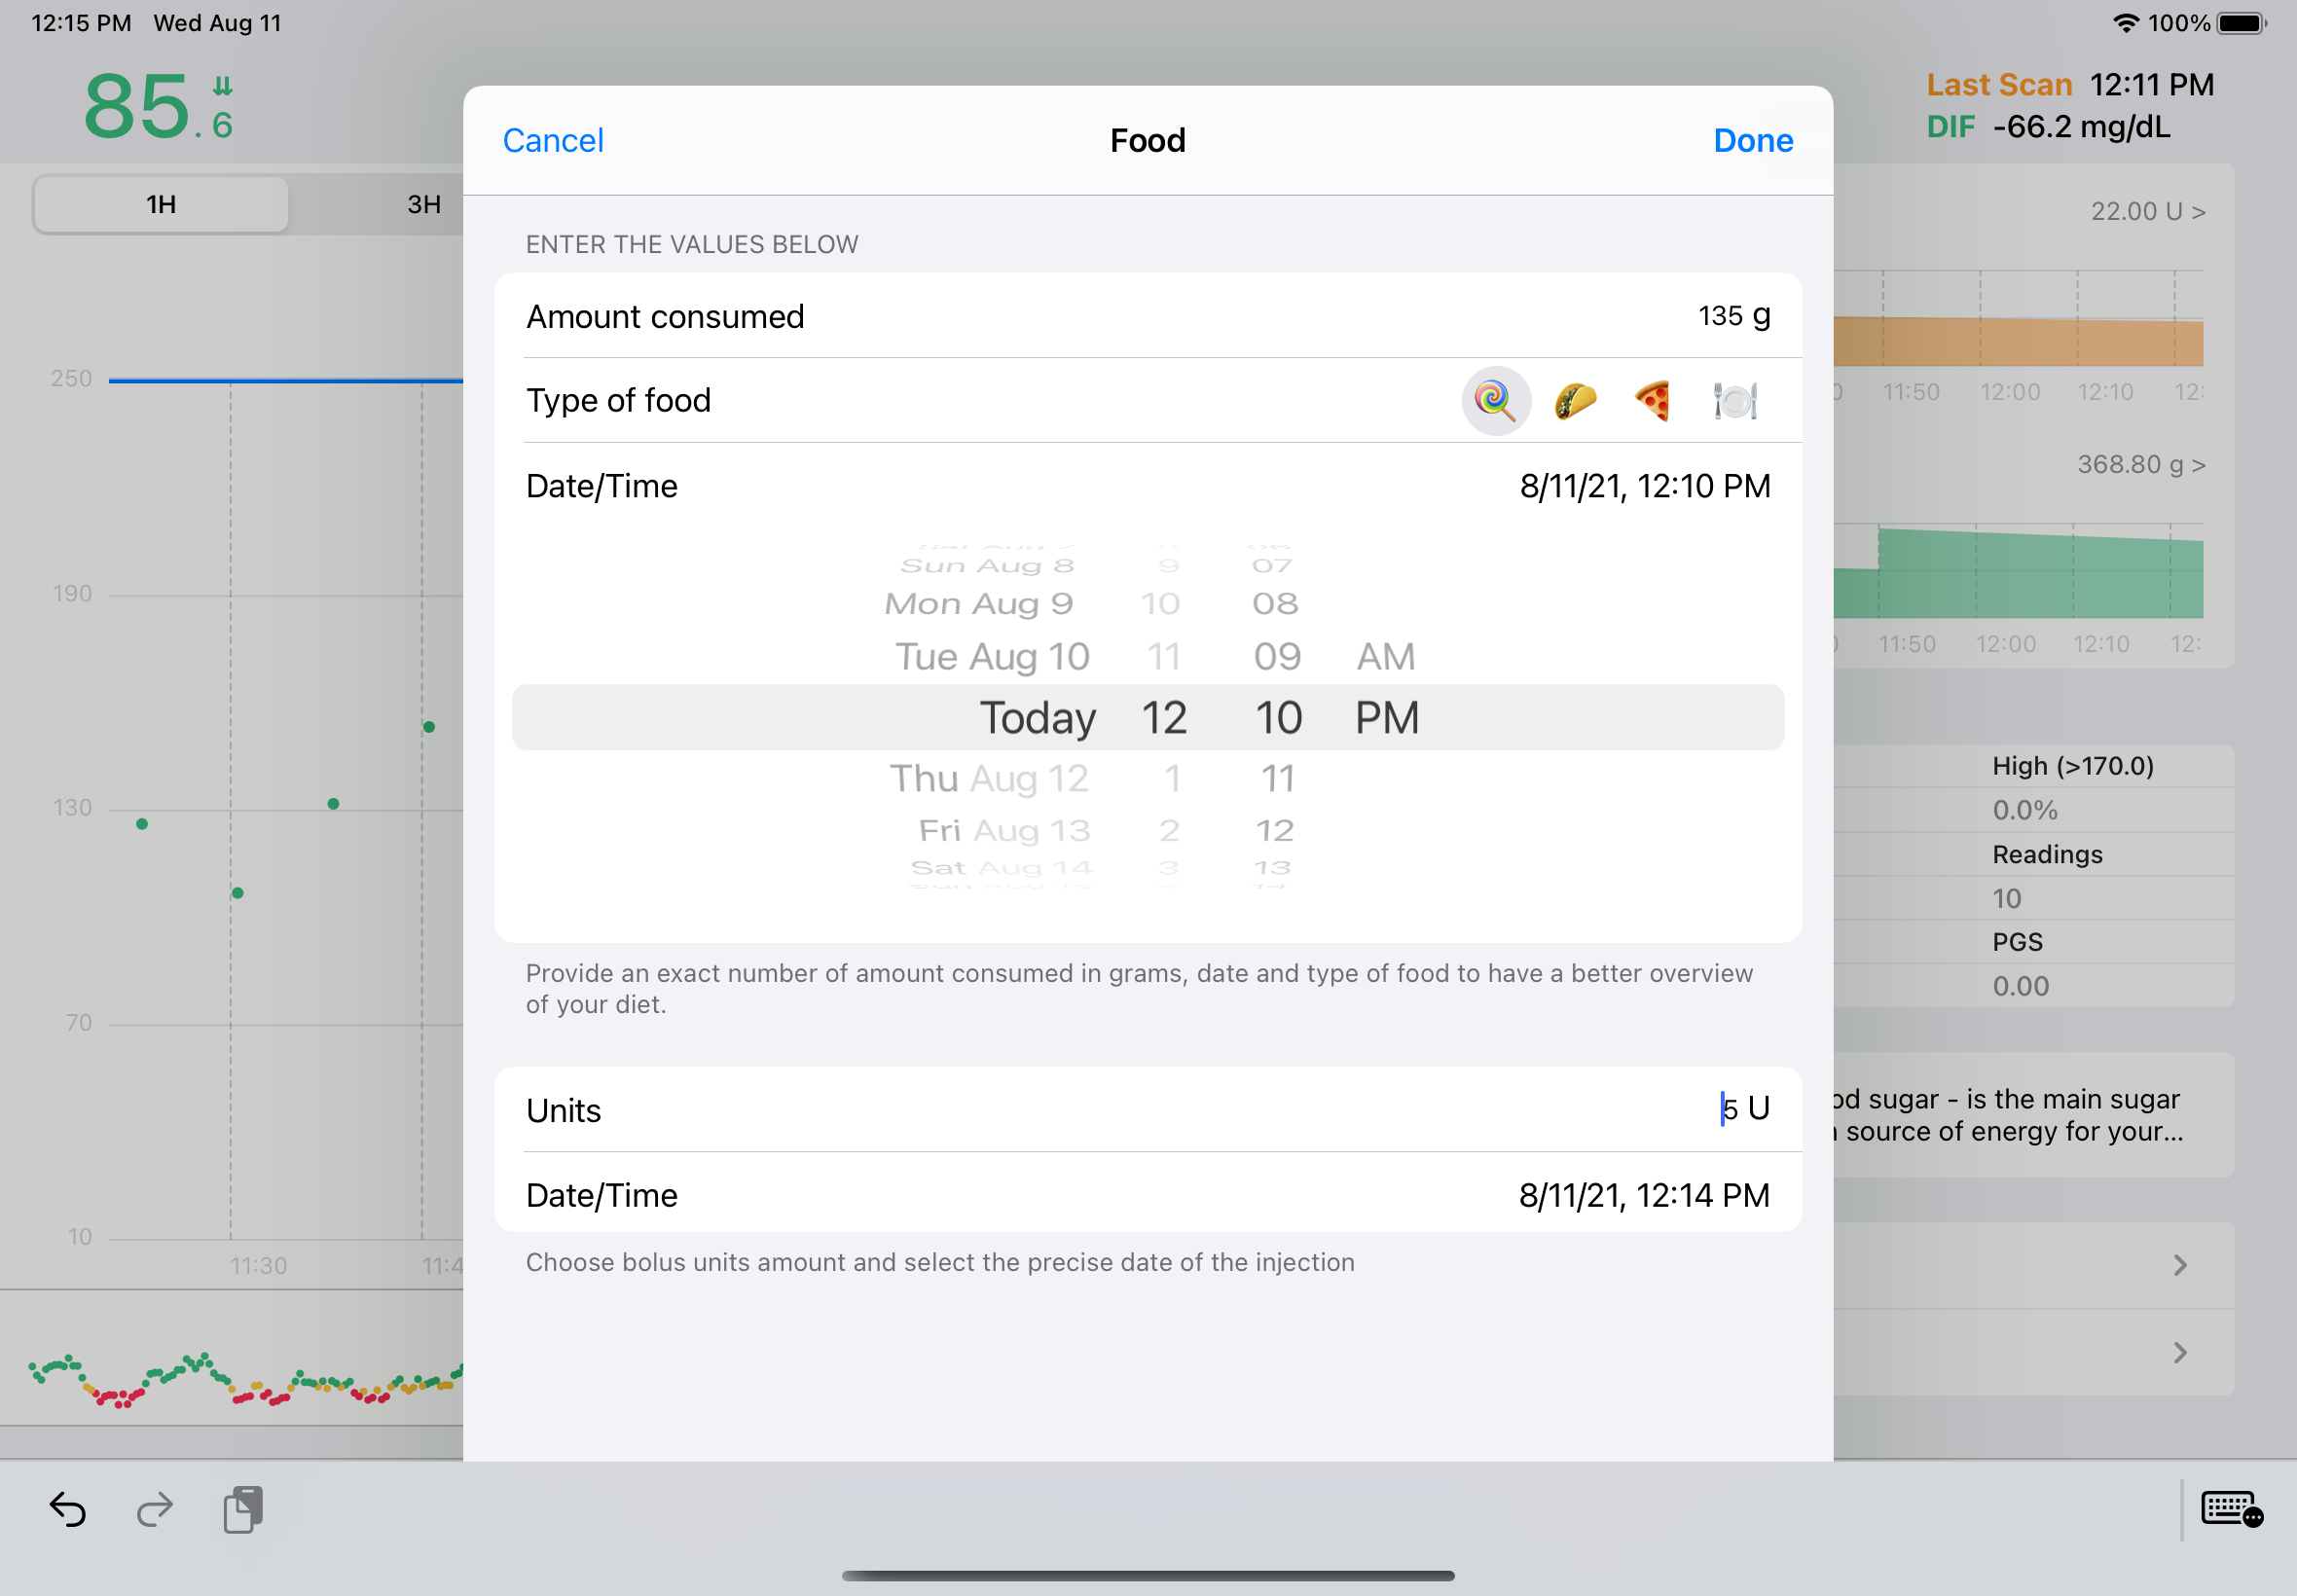 12:15 PM Wed Aug 11
100%
85.6
Last Scan 12:11 PM
DIF -66.2 mg/dL
1H
3H
250
190
130
70
10
11:30
Cancel
Food
Done
ENTER THE VALUES BELOW
Amount consumed
135 g
Type of food
Date/Time
8/11/21, 12:10 PM
Sun Aug 8 9 07
Mon Aug 9 10 08
Tue Aug 10 11 09 AM
Today 12 10 PM
Thu Aug 12 1 11
Fri Aug 13 2 12
Sat Aug 14 3 13
Provide an exact number of amount consumed in grams, date and type of food to have a better overview
of your diet.
Units
5 U
Date/Time
8/11/21, 12:14 PM
Choose bolus units amount and select the precise date of the injection
22.00 U >
11:50 12:00 12:10 12:
368.80 g >
11:50 12:00 12:10 12:
High (>170.0)
0.0%
Readings
10
PGS
0.00
sugar - is the main sugar
source of energy for your...